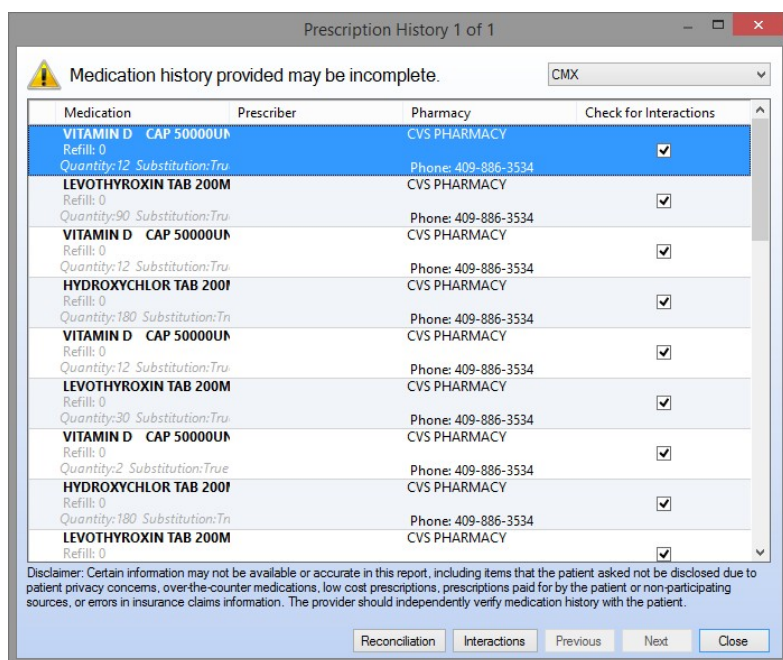 Prescription History 1 of 1
Medication history provided may be incomplete.
CMX
Medication Prescriber Pharmacy Check for Interactions
VITAMIN D CAP 50000UN CVS PHARMACY
Refill: 0
Quantity:12 Substitution:Tru
Phone: 409-886-3534
LEVOTHYROXIN TAB 200M CVS PHARMACY
Refill: 0
Quantity:90 Substitution:Tru
Phone: 409-886-3534
VITAMIN D CAP 50000UN CVS PHARMACY
Refill: 0
Quantity:12 Substitution:Tru
Phone: 409-886-3534
HYDROXYCHLOR TAB 200M CVS PHARMACY
Refill: 0
Quantity:180 Substitution:Tr
Phone: 409-886-3534
VITAMIN D CAP 50000UN CVS PHARMACY
Refill: 0
Quantity:12 Substitution:Tru
Phone: 409-886-3534
LEVOTHYROXIN TAB 200M CVS PHARMACY
Refill: 0
Quantity:30 Substitution:Tru
Phone: 409-886-3534
VITAMIN D CAP 50000UN CVS PHARMACY
Refill: 0
Quantity:2 Substitution:True
Phone: 409-886-3534
HYDROXYCHLOR TAB 200M CVS PHARMACY
Refill: 0
Quantity:180 Substitution:Tr
Phone: 409-886-3534
LEVOTHYROXIN TAB 200M CVS PHARMACY
Refill: 0
Disclaimer: Certain information may not be available or accurate in this report, including items that the patient asked not be disclosed due to
patient privacy concerns, over-the-counter medications, low cost prescriptions, prescriptions paid for by the patient or non-participating
sources, or errors in insurance claims information. The provider should independently verify medication history with the patient.
Reconciliation Interactions Previous Next Close